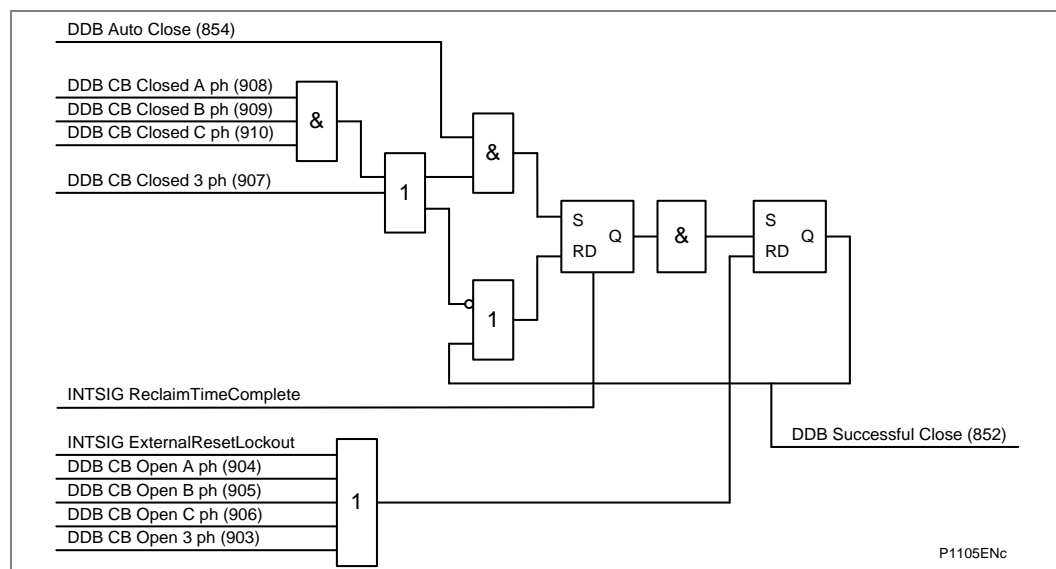 DDB Auto Close (854)
DDB CB Closed A ph (908)
DDB CB Closed B ph (909)
DDB CB Closed C ph (910)
&
&
DDB CB Closed 3 ph (907)
1
S
Q
RD
&
S
Q
RD
1
INTSIG ReclaimTimeComplete
INTSIG ExternalResetLockout
DDB Successful Close (852)
DDB CB Open A ph (904)
DDB CB Open B ph (905)
1
DDB CB Open C ph (906)
DDB CB Open 3 ph (903)
P1105ENc